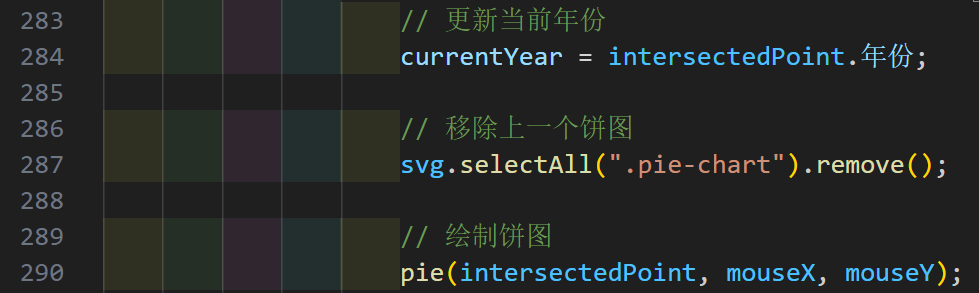 283 // 更新当前年份
284 currentYear = intersectedPoint.年份;
285
286 // 移除上一个饼图
287 svg.selectAll(".pie-chart").remove();
288
289 // 绘制饼图
290 pie(intersectedPoint, mouseX, mouseY);